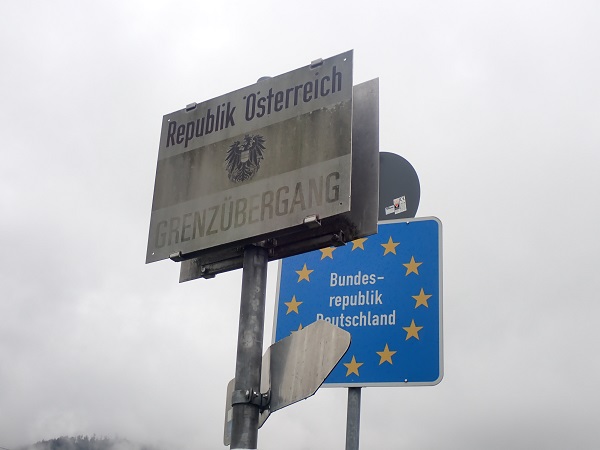 Republik Österreich
GRENZÜBERGANG
Bundes-
republik
Deutschland